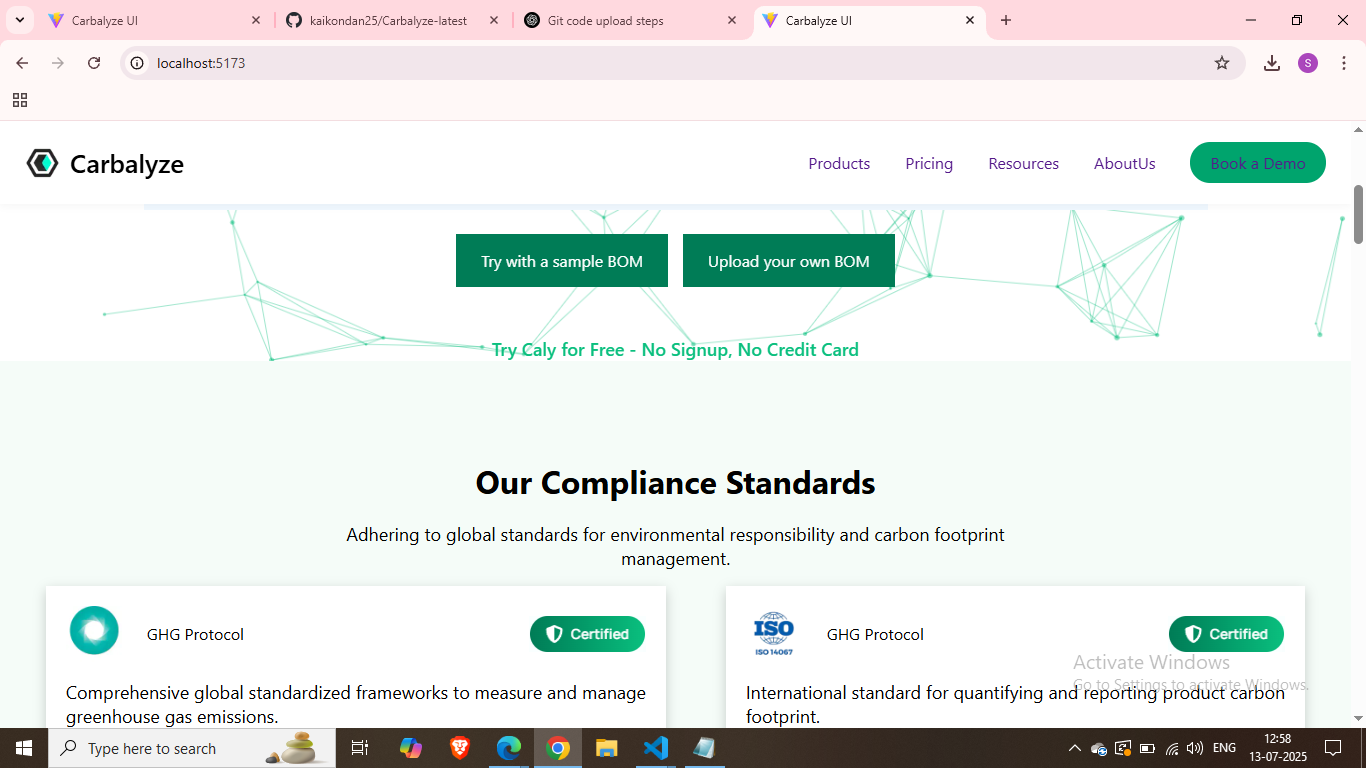 Carbalyze UI
kaikondan25/Carbalyze-latest
Git code upload steps
Carbalyze UI
localhost:5173
S
Carbalyze
Products
Pricing
Resources
AboutUs
Book a Demo
Try with a sample BOM
Upload your own BOM
Try Caly for Free - No Signup, No Credit Card
Our Compliance Standards
Adhering to global standards for environmental responsibility and carbon footprint
management.
GHG Protocol
Certified
Comprehensive global standardized frameworks to measure and manage
greenhouse gas emissions.
ISO
ISO 14067
GHG Protocol
Certified
International standard for quantifying and reporting product carbon
footprint.
Activate Windows
Go to Settings to activate Windows.
Type here to search
ENG
12:58
13-07-2025